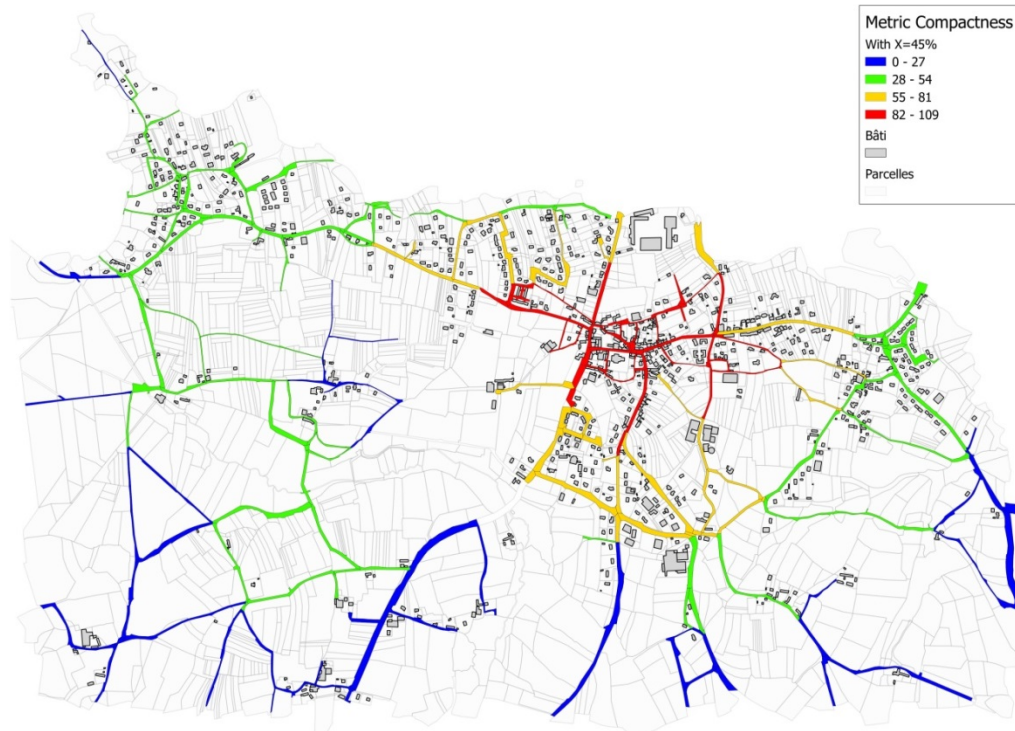 Metric Compactness
With X=45%
0 - 27
28 - 54
55 - 81
82 - 109
Bâti
Parcelles